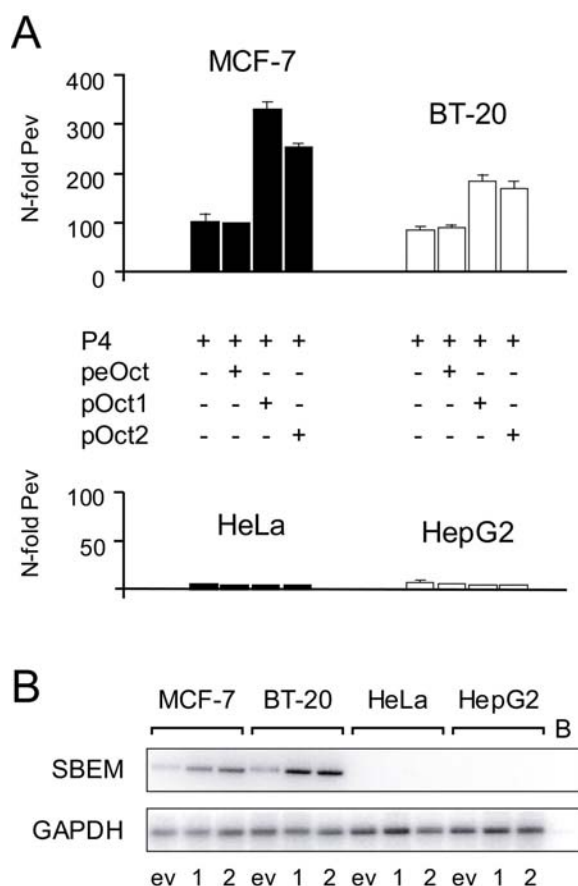 A
MCF-7
BT-20
N-fold Pev
400
300
200
100
0
P4 + + + + + + + +
peOct - + - - - + - -
pOct1 - - + - - - + -
pOct2 - - - + - - - +
N-fold Pev
100
50
HeLa
HepG2
B
MCF-7 BT-20 HeLa HepG2 B
SBEM
GAPDH
ev 1 2 ev 1 2 ev 1 2 ev 1 2